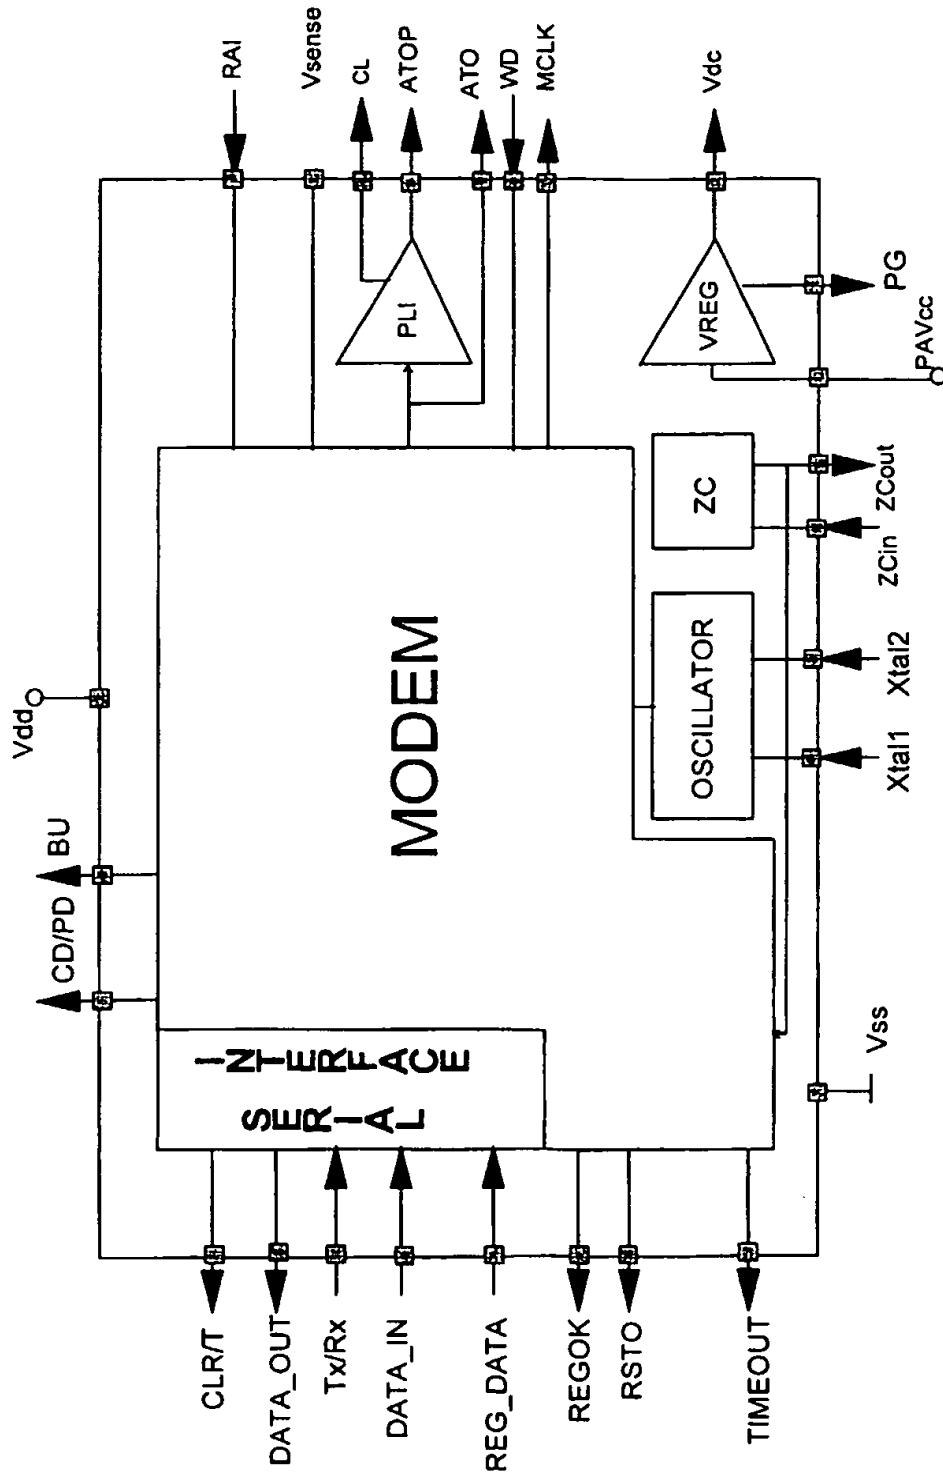 RAI
Vsense
CL
ATOP
ATO
WD
MCLK
Vdc
PLI
VREG
PG
PAVcc
ZC
ZCout
ZCin
Vdd
MODEM
OSCILLATOR
Xtal2
Xtal1
BU
CD/PD
INTERFACE
SERIAL
Vss
CLR/T
DATA_OUT
Tx/Rx
DATA_IN
REG_DATA
REGOK
RSTO
TIMEOUT